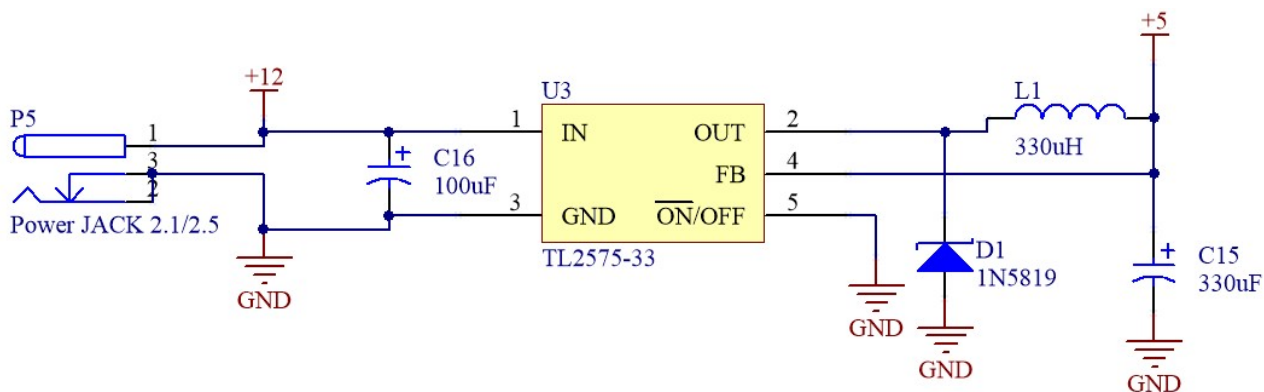 +5
+12
U3
L1
P5
1
1
IN
OUT
2
330uH
3
C16
100uF
FB
4
2
Power JACK 2.1/2.5
3
GND
ON/OFF
5
TL2575-33
D1
1N5819
C15
330uF
GND
GND
GND
GND